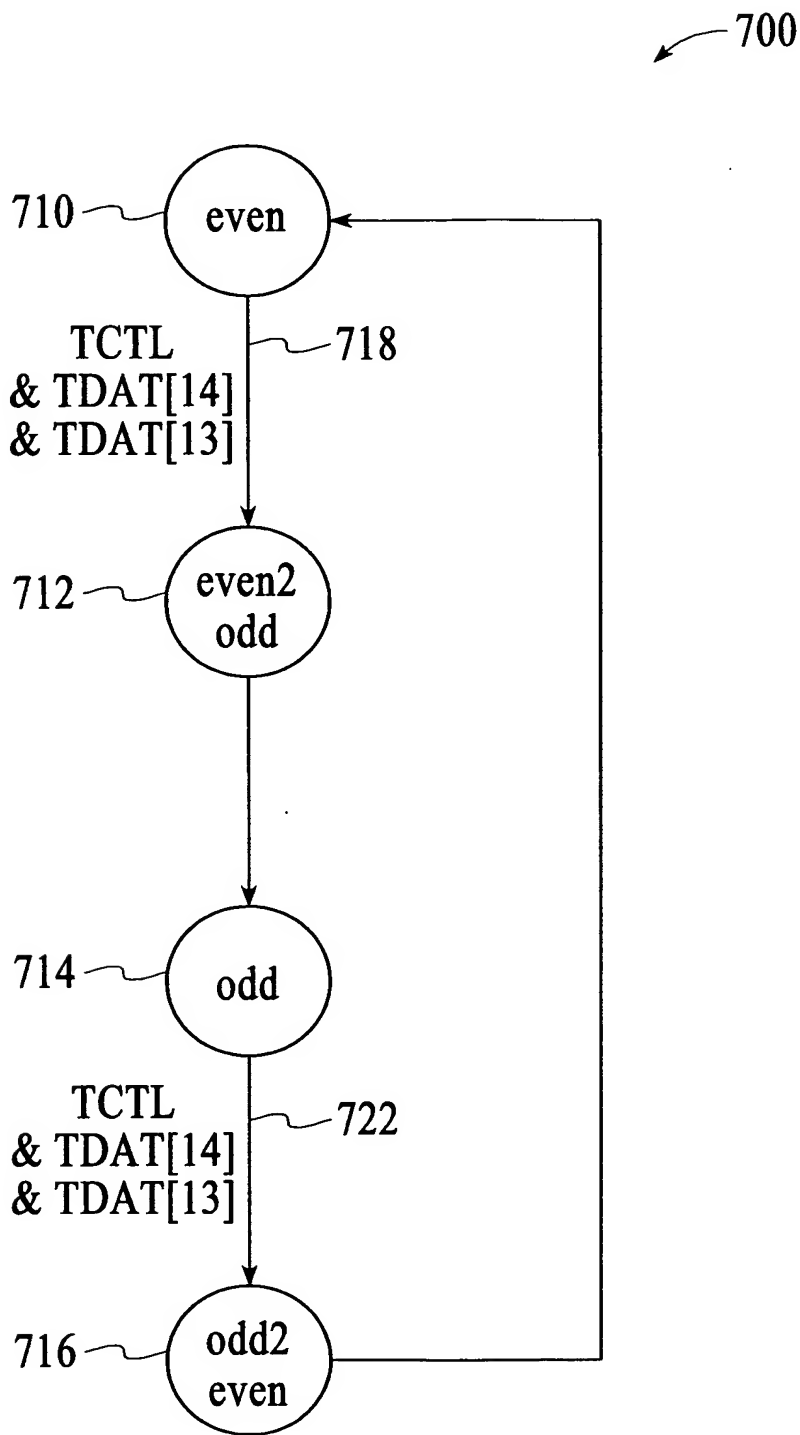 700
710
even
718
TCTL
& TDAT[14]
& TDAT[13]
712
even2
odd
714
odd
722
TCTL
& TDAT[14]
& TDAT[13]
716
odd2
even